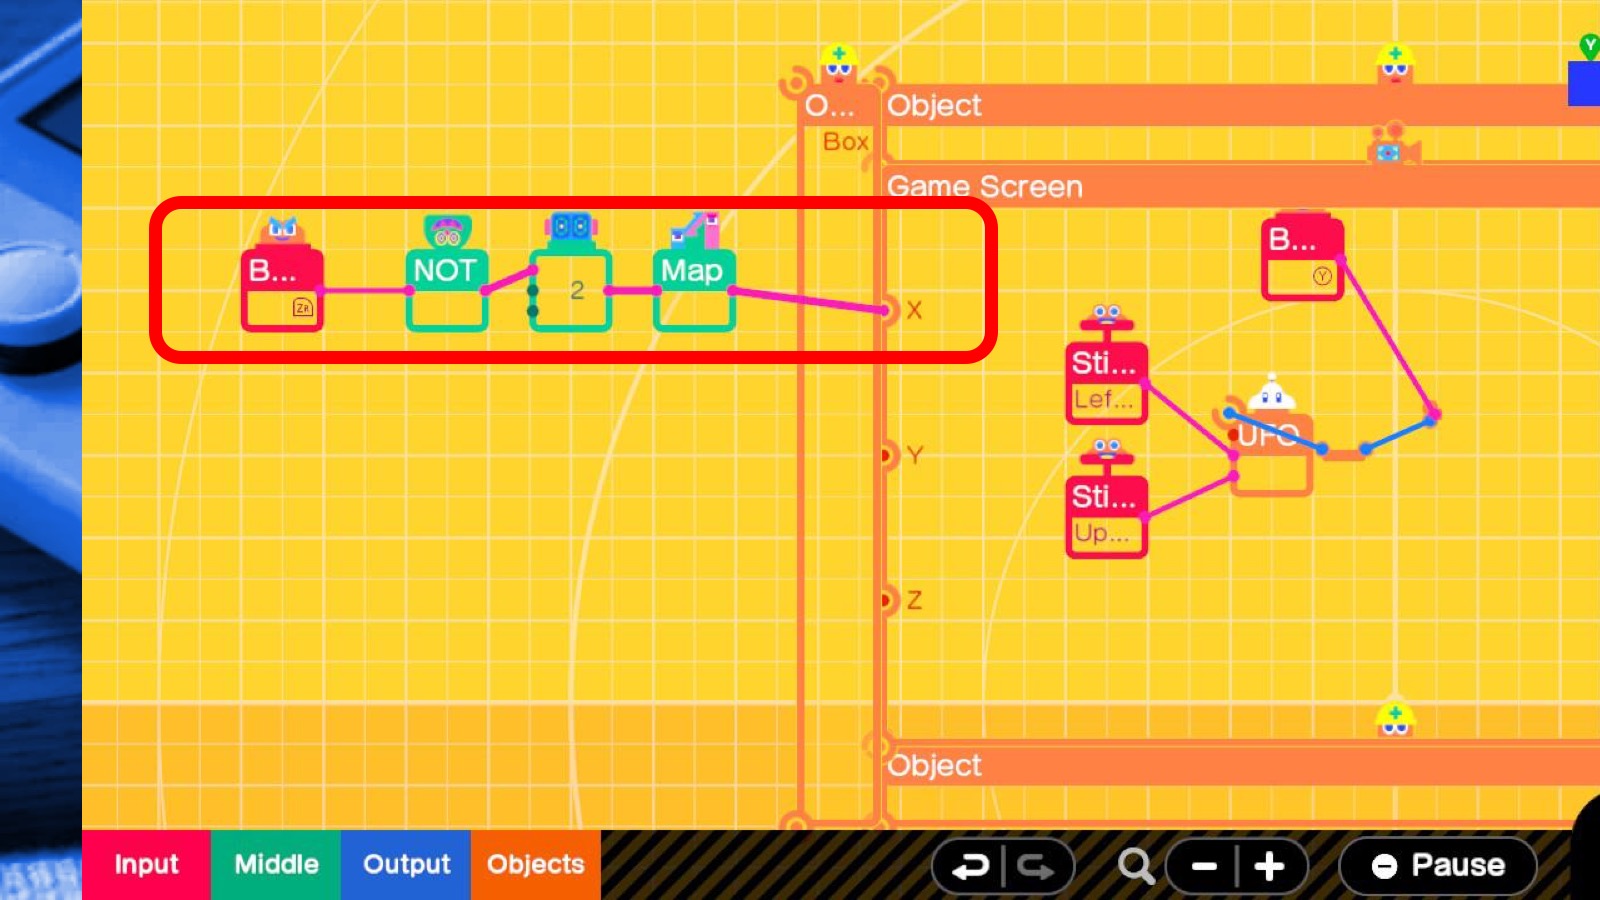 Y
O...
Object
Box
Game Screen
B...
ZR
NOT
2
Map
X
B...
Y
Sti...
Lef...
UFO
Y
Sti...
Up...
Z
Object
Input
Middle
Output
Objects
Pause